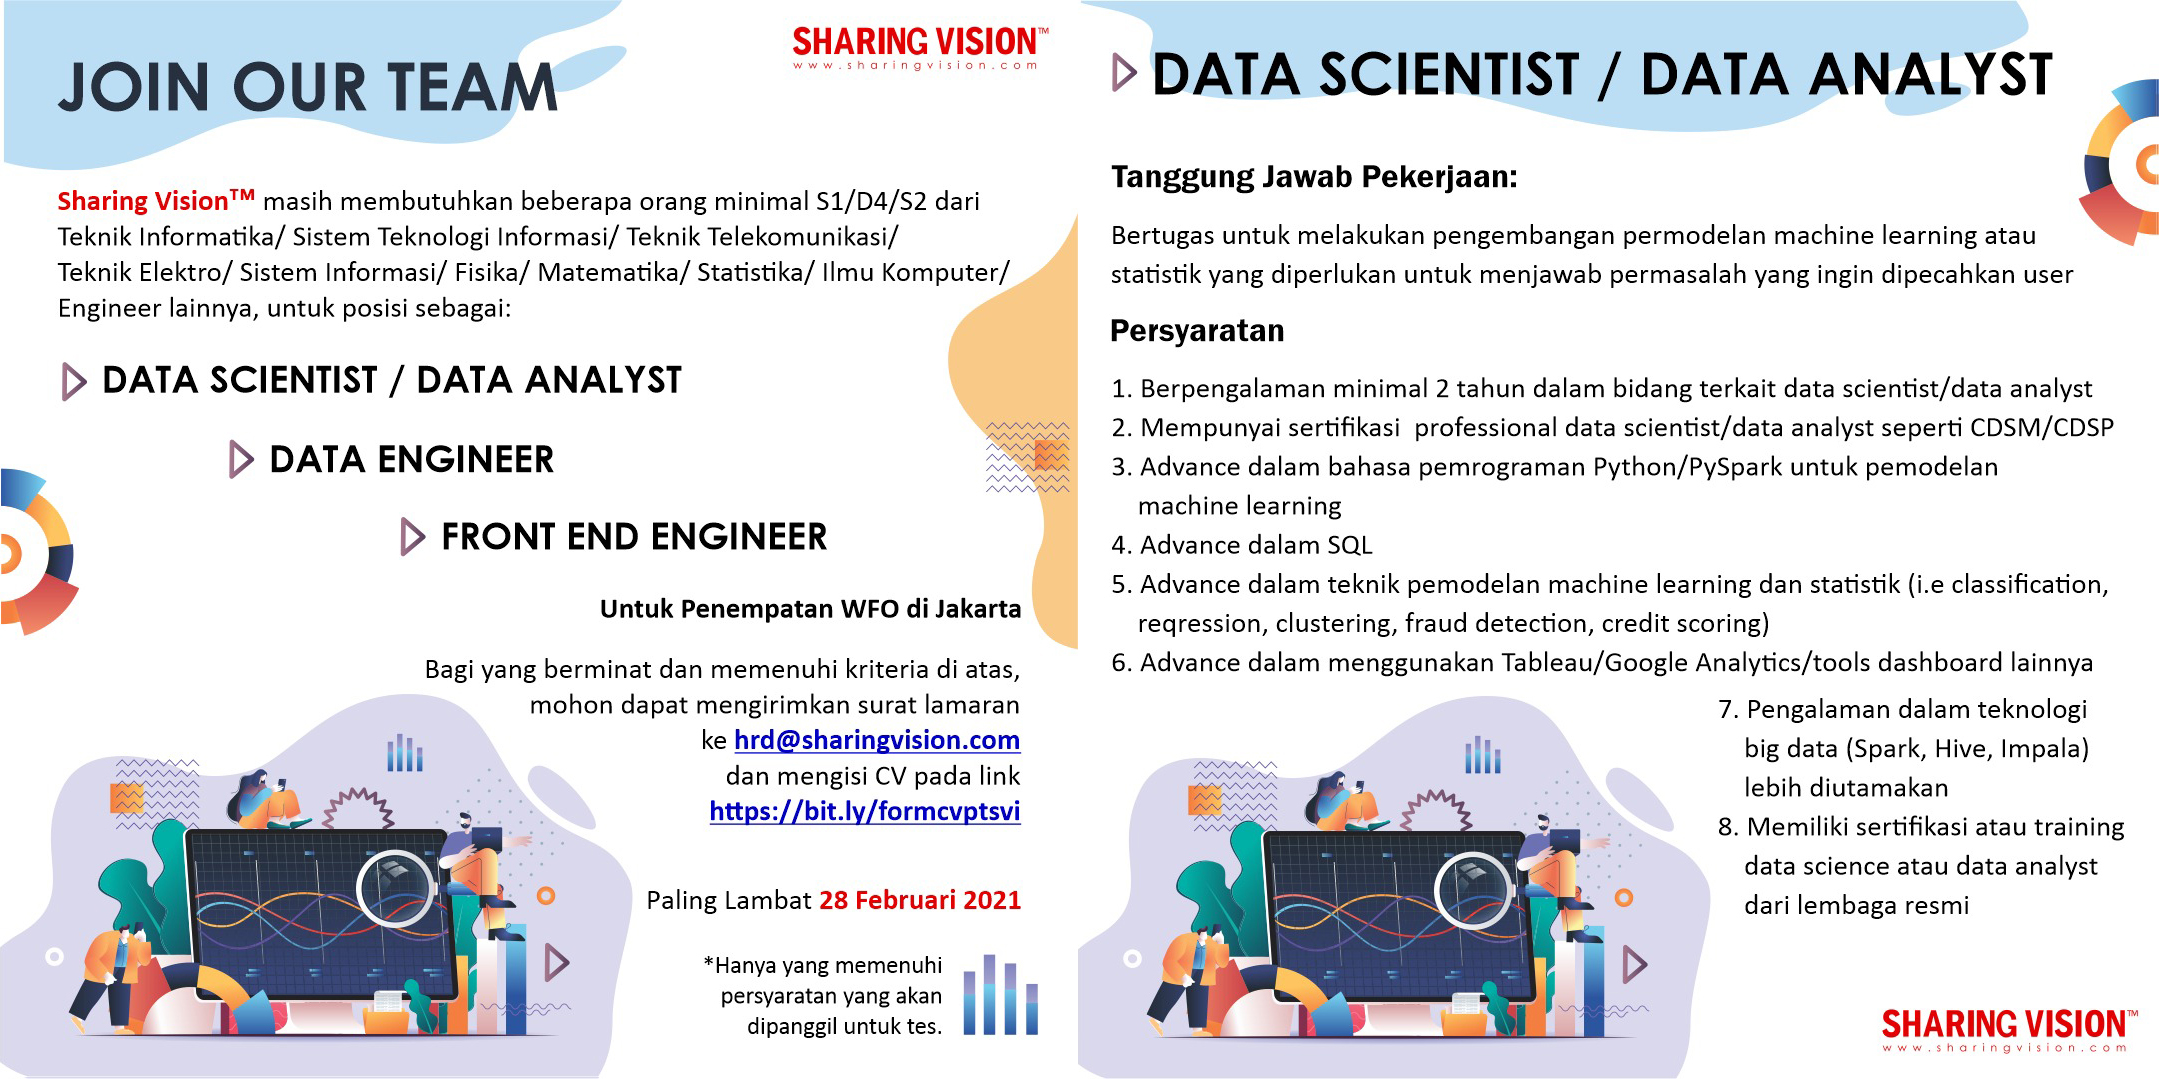 JOIN OUR TEAM
SHARING VISION™
www.sharingvision.com
Sharing Vision™ masih membutuhkan beberapa orang minimal S1/D4/S2 dari
Teknik Informatika/ Sistem Teknologi Informasi/ Teknik Telekomunikasi/
Teknik Elektro/ Sistem Informasi/ Fisika/ Matematika/ Statistika/ Ilmu Komputer/
Engineer lainnya, untuk posisi sebagai:
DATA SCIENTIST / DATA ANALYST
DATA ENGINEER
FRONT END ENGINEER
Untuk Penempatan WFO di Jakarta
Bagi yang berminat dan memenuhi kriteria di atas,
mohon dapat mengirimkan surat lamaran
ke hrd@sharingvision.com
dan mengisi CV pada link
https://bit.ly/formcvptsvi
Paling Lambat 28 Februari 2021
*Hanya yang memenuhi
persyaratan yang akan
dipanggil untuk tes.
DATA SCIENTIST / DATA ANALYST
Tanggung Jawab Pekerjaan:
Bertugas untuk melakukan pengembangan permodelan machine learning atau
statistik yang diperlukan untuk menjawab permasalah yang ingin dipecahkan user
Persyaratan
1. Berpengalaman minimal 2 tahun dalam bidang terkait data scientist/data analyst
2. Mempunyai sertifikasi  professional data scientist/data analyst seperti CDSM/CDSP
3. Advance dalam bahasa pemrograman Python/PySpark untuk pemodelan
machine learning
4. Advance dalam SQL
5. Advance dalam teknik pemodelan machine learning dan statistik (i.e classification,
reqression, clustering, fraud detection, credit scoring)
6. Advance dalam menggunakan Tableau/Google Analytics/tools dashboard lainnya
7. Pengalaman dalam teknologi
big data (Spark, Hive, Impala)
lebih diutamakan
8. Memiliki sertifikasi atau training
data science atau data analyst
dari lembaga resmi
SHARING VISION™
www.sharingvision.com